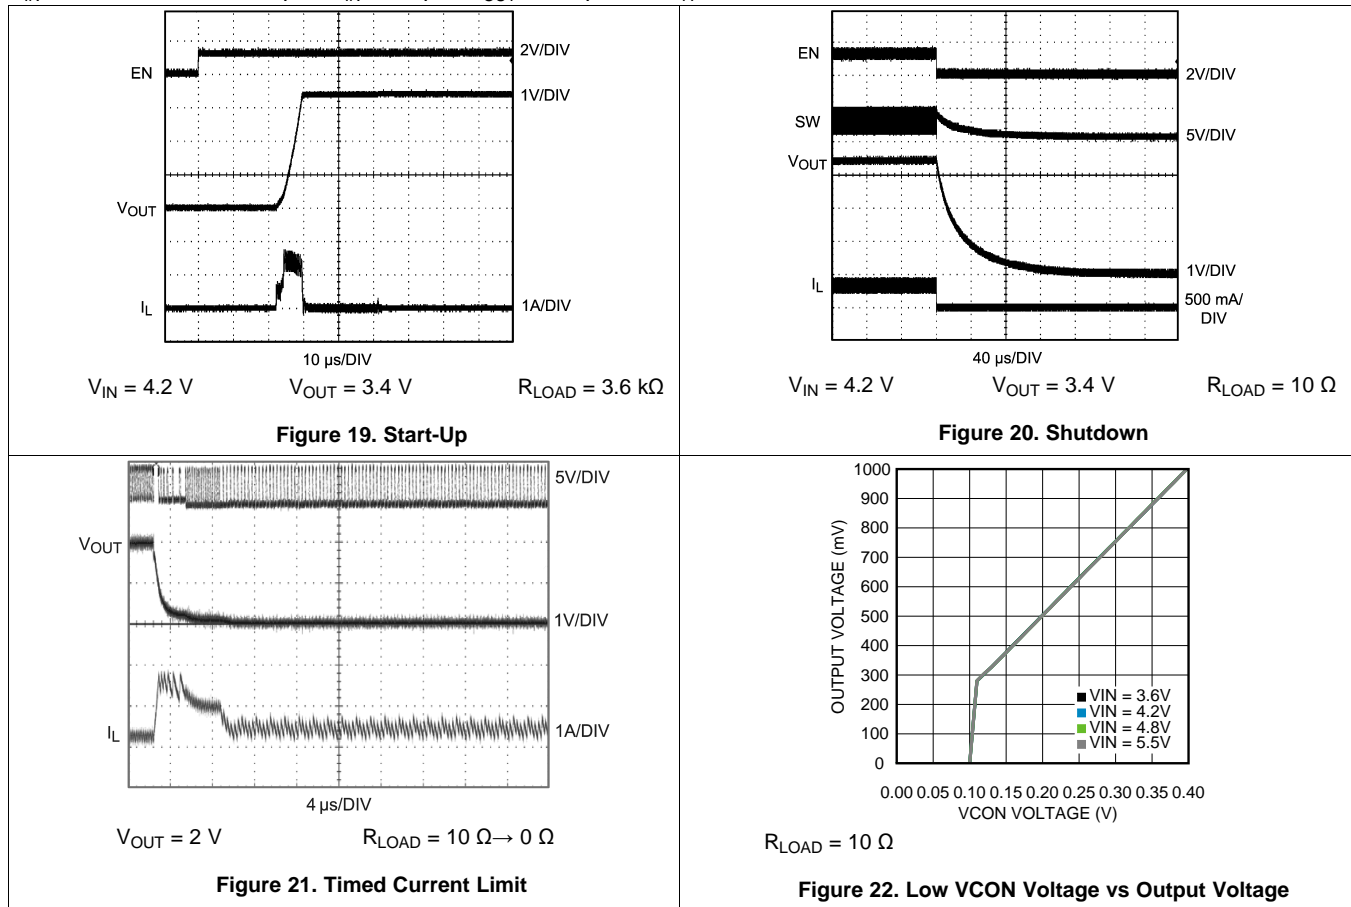 EN
2V/DIV
1V/DIV
VOUT
IL
1A/DIV
10 µs/DIV
VIN = 4.2 V VOUT = 3.4 V RLOAD = 3.6 kΩ
Figure 19. Start-Up
EN
2V/DIV
SW
5V/DIV
VOUT
1V/DIV
IL
500 mA/
DIV
40 µs/DIV
VIN = 4.2 V VOUT = 3.4 V RLOAD = 10 Ω
Figure 20. Shutdown
5V/DIV
VOUT
1V/DIV
IL
1A/DIV
4 µs/DIV
VOUT = 2 V RLOAD = 10 Ω→ 0 Ω
Figure 21. Timed Current Limit
1000
900
800
700
600
500
400
300
200
100
0
OUTPUT VOLTAGE (mV)
VIN = 3.6V
VIN = 4.2V
VIN = 4.8V
VIN = 5.5V
0.00 0.05 0.10 0.15 0.20 0.25 0.30 0.35 0.40
VCON VOLTAGE (V)
RLOAD = 10 Ω
Figure 22. Low VCON Voltage vs Output Voltage